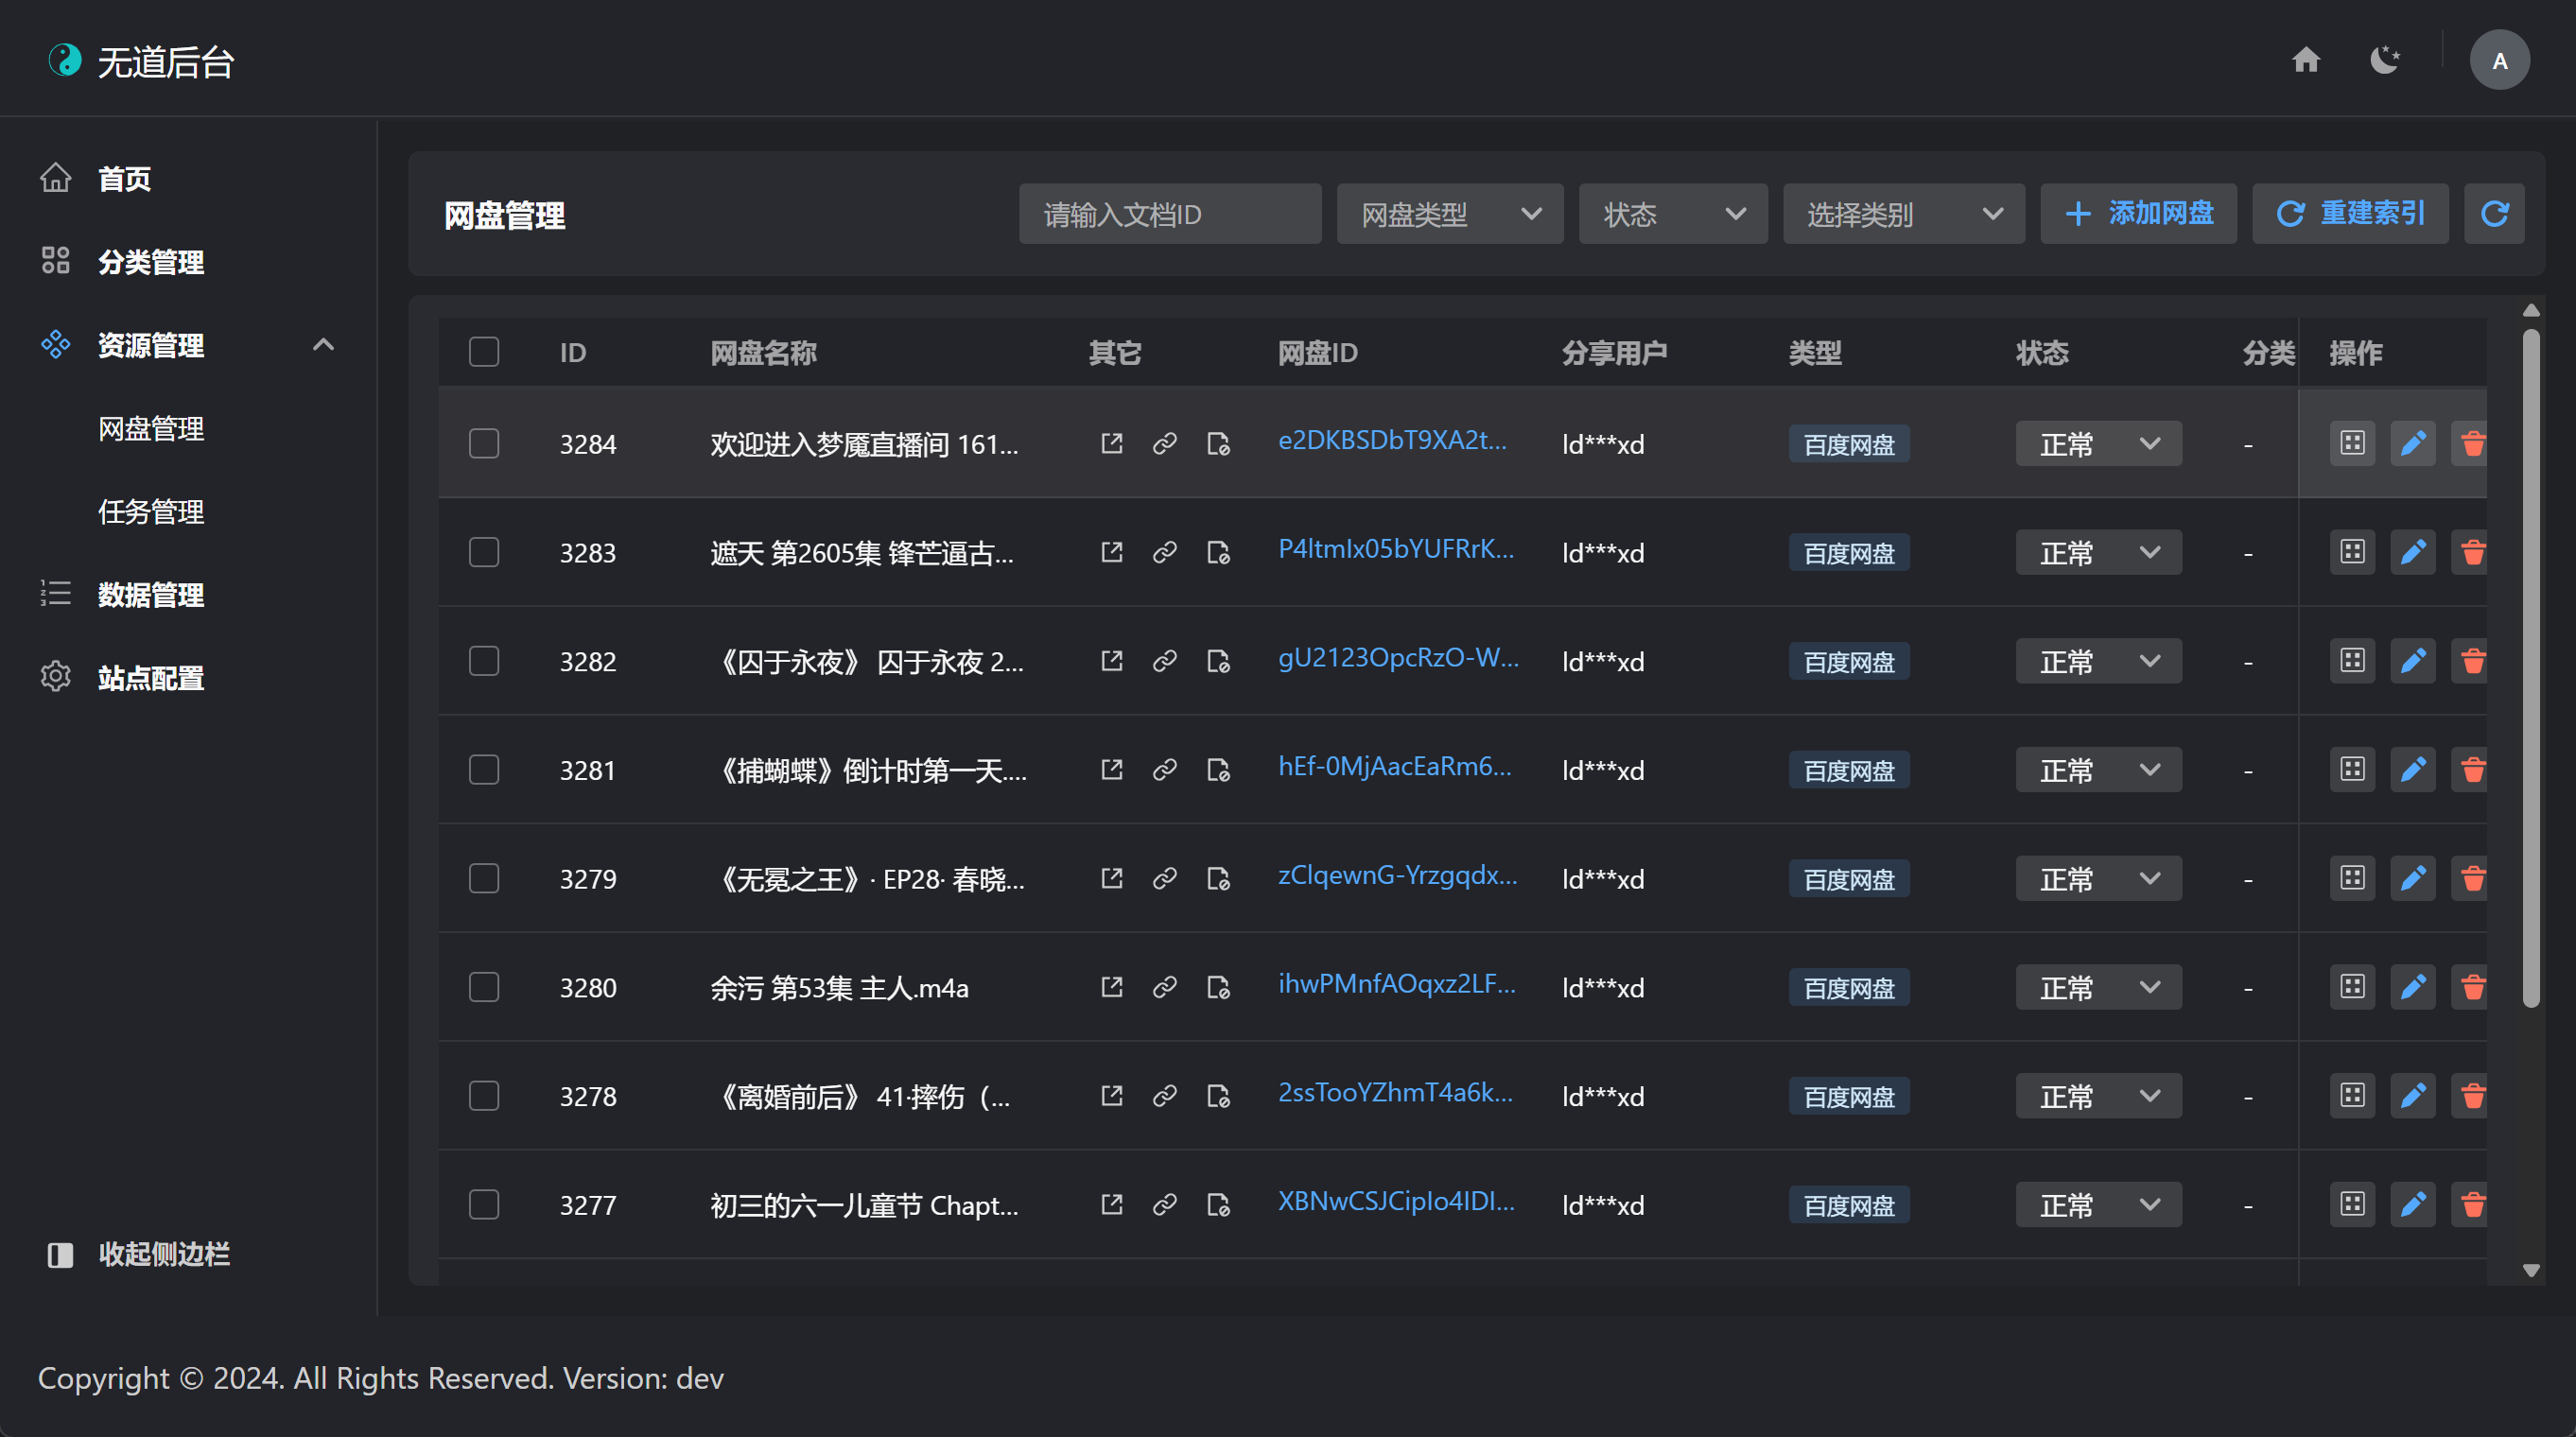 无道后台
A
首页
分类管理
资源管理
网盘管理
任务管理
数据管理
站点配置
收起侧边栏
网盘管理 请输入文档ID 网盘类型 状态 选择类别 添加网盘 重建索引
ID 网盘名称 其它 网盘ID 分享用户 类型 状态 分类 操作
3284 欢迎进入梦魇直播间 161... e2DKBSDbT9XA2t... ld***xd 百度网盘 正常 -
3283 遮天 第2605集 锋芒逼古... P4ltmIx05bYUFRrK... ld***xd 百度网盘 正常 -
3282 《囚于永夜》 囚于永夜 2... gU2123OpcRzO-W... ld***xd 百度网盘 正常 -
3281 《捕蝴蝶》倒计时第一天.... hEf-0MjAacEaRm6... ld***xd 百度网盘 正常 -
3279 《无冕之王》· EP28· 春晓... zClqewnG-Yrzgqdx... ld***xd 百度网盘 正常 -
3280 余污 第53集 主人.m4a ihwPMnfAOqxz2LF... ld***xd 百度网盘 正常 -
3278 《离婚前后》 41·摔伤（... 2ssTooYZhmT4a6k... ld***xd 百度网盘 正常 -
3277 初三的六一儿童节 Chapt... XBNwCSJCipIo4IDI... ld***xd 百度网盘 正常 -
Copyright © 2024. All Rights Reserved. Version: dev